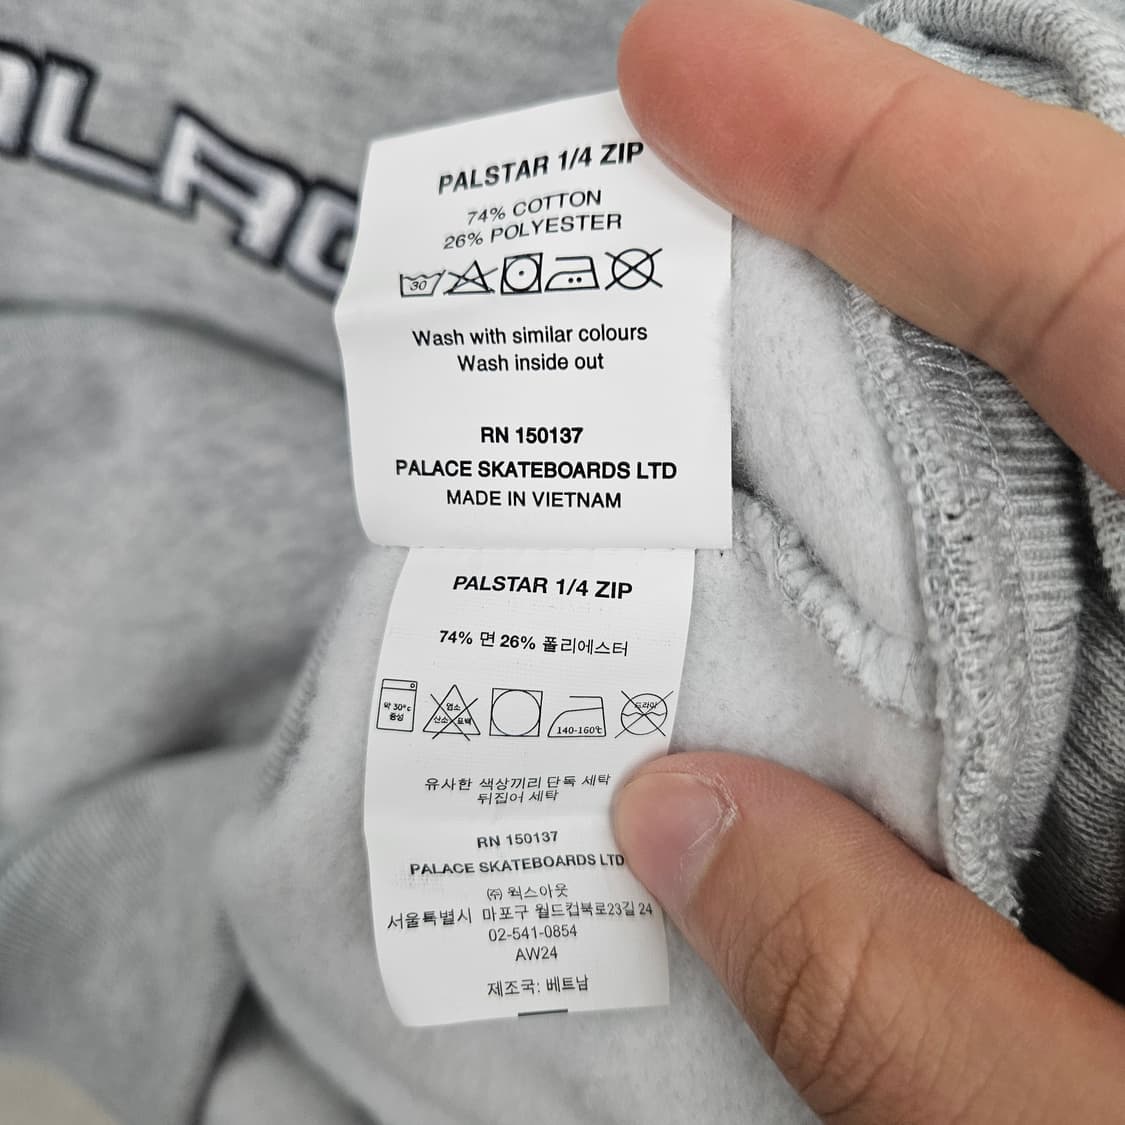 PALAC
PALSTAR 1/4 ZIP
74% COTTON
26% POLYESTER
30
Wash with similar colours
Wash inside out
RN 150137
PALACE SKATEBOARDS LTD
MADE IN VIETNAM
PALSTAR 1/4 ZIP
74% 면 26% 폴리에스터
약 30°c
중성
염소
산소 표백
140-160℃
드라이
유사한 색상끼리 단독 세탁
뒤집어 세탁
RN 150137
PALACE SKATEBOARDS LTD
㈜ 웍스아웃
서울특별시 마포구 월드컵북로23길 24
02-541-0854
AW24
제조국: 베트남